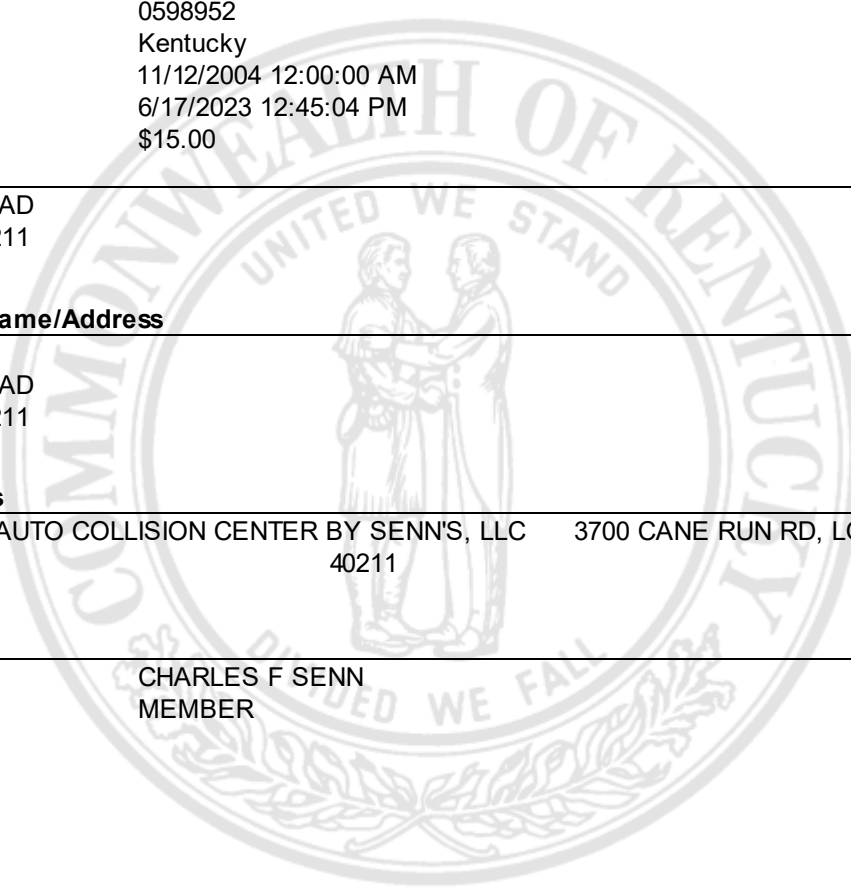 0598952
Kentucky
11/12/2004 12:00:00 AM
6/17/2023 12:45:04 PM
$15.00
AD
211
ame/Address
AD
211
s
AUTO COLLISION CENTER BY SENN'S, LLC 3700 CANE RUN RD, LO
40211
CHARLES F SENN
MEMBER
COMMONWEALTH OF KENTUCKY
UNITED WE STAND
DIVIDED WE FALL